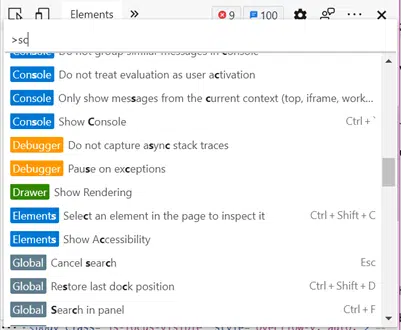 Elements » 9 100
>sc
Console Do not group similar messages in console
Console Do not treat evaluation as user activation
Console Only show messages from the current context (top, iframe, work...
Console Show Console Ctrl + `
Debugger Do not capture async stack traces
Debugger Pause on exceptions
Drawer Show Rendering
Elements Select an element in the page to inspect it Ctrl + Shift + C
Elements Show Accessibility
Global Cancel search Esc
Global Restore last dock position Ctrl + Shift + D
Global Search in panel Ctrl + F